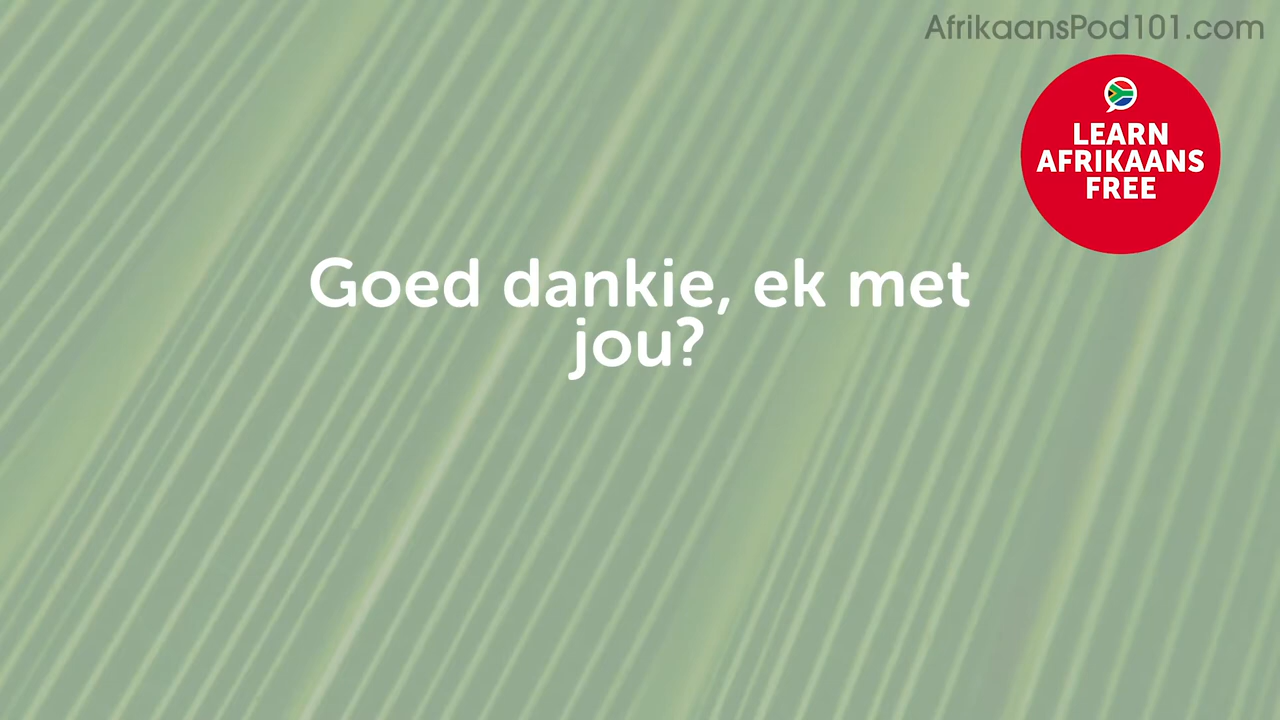 AfrikaansPod101.com
LEARN
AFRIKAANS
FREE
Goed dankie, ek met
jou?